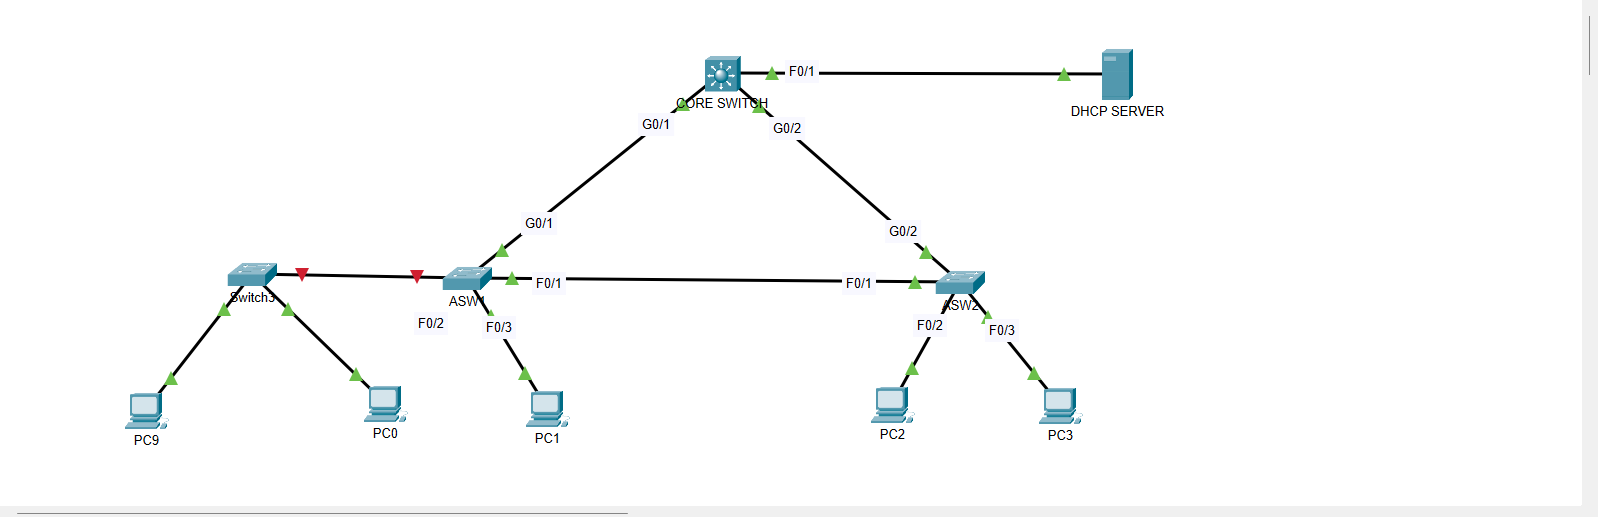 F0/1
CORE SWITCH
DHCP SERVER
G0/1
G0/2
G0/1
G0/2
Switch3
ASW1
F0/1
F0/1
ASW2
F0/2
F0/3
F0/2
F0/3
PC9
PC0
PC1
PC2
PC3